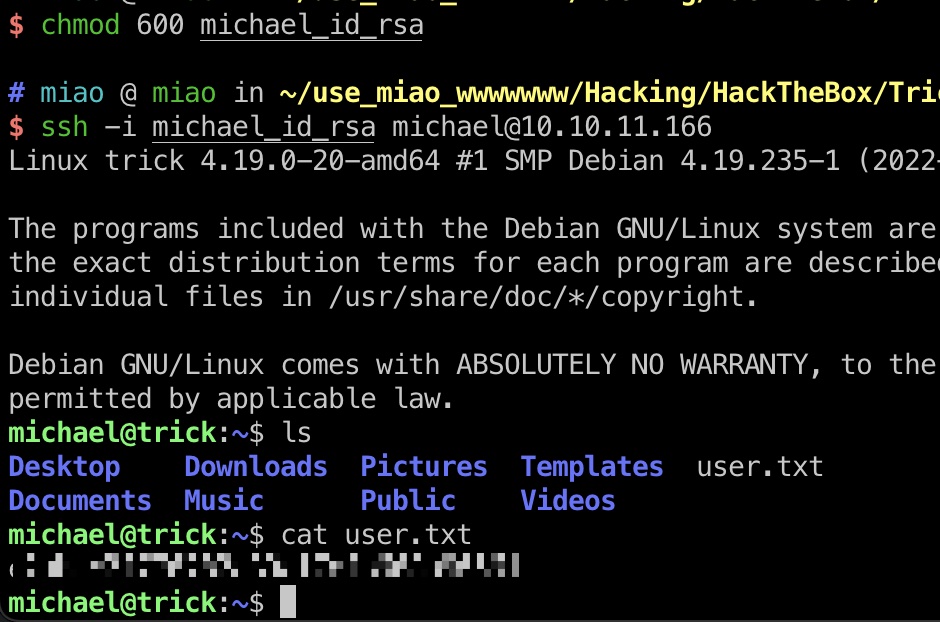 $ chmod 600 michael_id_rsa
# miao @ miao in ~/use_miao_wwwwwww/Hacking/HackTheBox/Tri
$ ssh -i michael_id_rsa michael@10.10.11.166
Linux trick 4.19.0-20-amd64 #1 SMP Debian 4.19.235-1 (2022-
The programs included with the Debian GNU/Linux system are
the exact distribution terms for each program are described
individual files in /usr/share/doc/*/copyright.
Debian GNU/Linux comes with ABSOLUTELY NO WARRANTY, to the
permitted by applicable law.
michael@trick:~$ ls
Desktop Downloads Pictures Templates user.txt
Documents Music Public Videos
michael@trick:~$ cat user.txt
michael@trick:~$